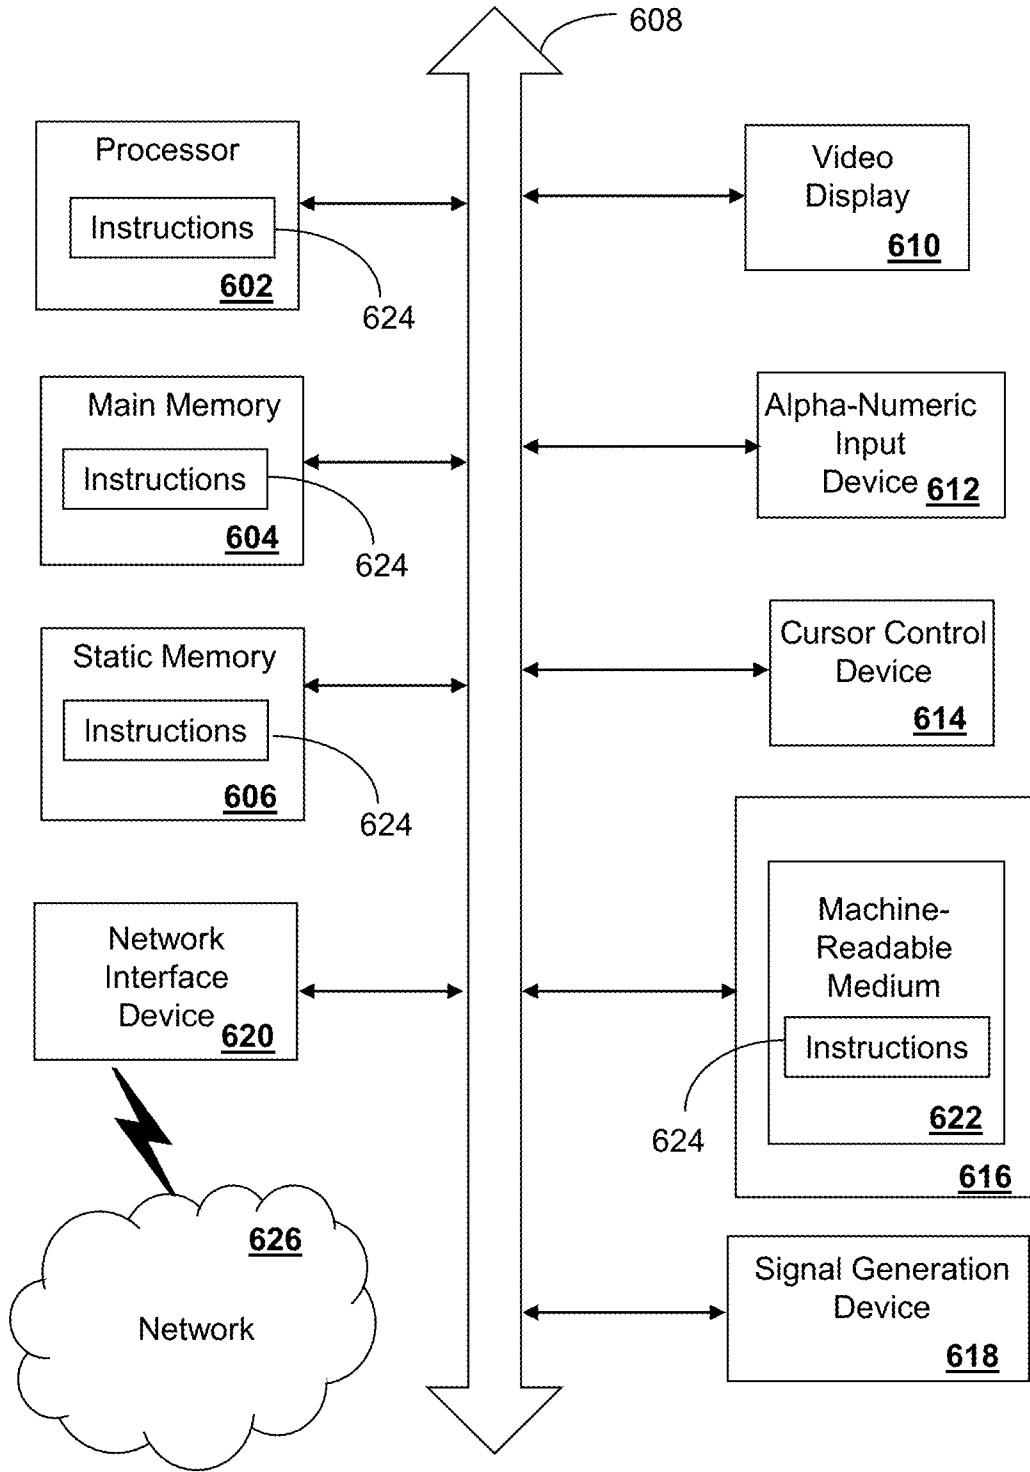 608
Processor
Instructions
602
624
Main Memory
Instructions
604
624
Static Memory
Instructions
606
624
Network
Interface
Device
620
626
Network
Video
Display
610
Alpha-Numeric
Input
Device
612
Cursor Control
Device
614
Machine-
Readable
Medium
Instructions
622
624
616
Signal Generation
Device
618